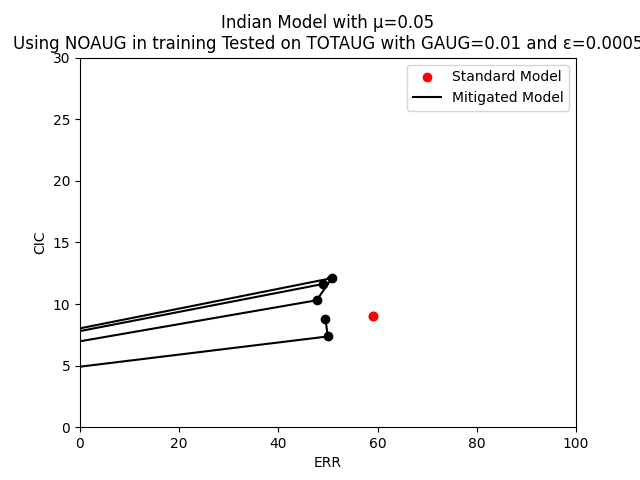 Indian Model with μ=0.05
Using NOAUG in training Tested on TOTAUG with GAUG=0.01 and ε=0.0005
30
25
20
15
10
5
0
CIC
Standard Model
Mitigated Model
0 20 40 60 80 100
ERR